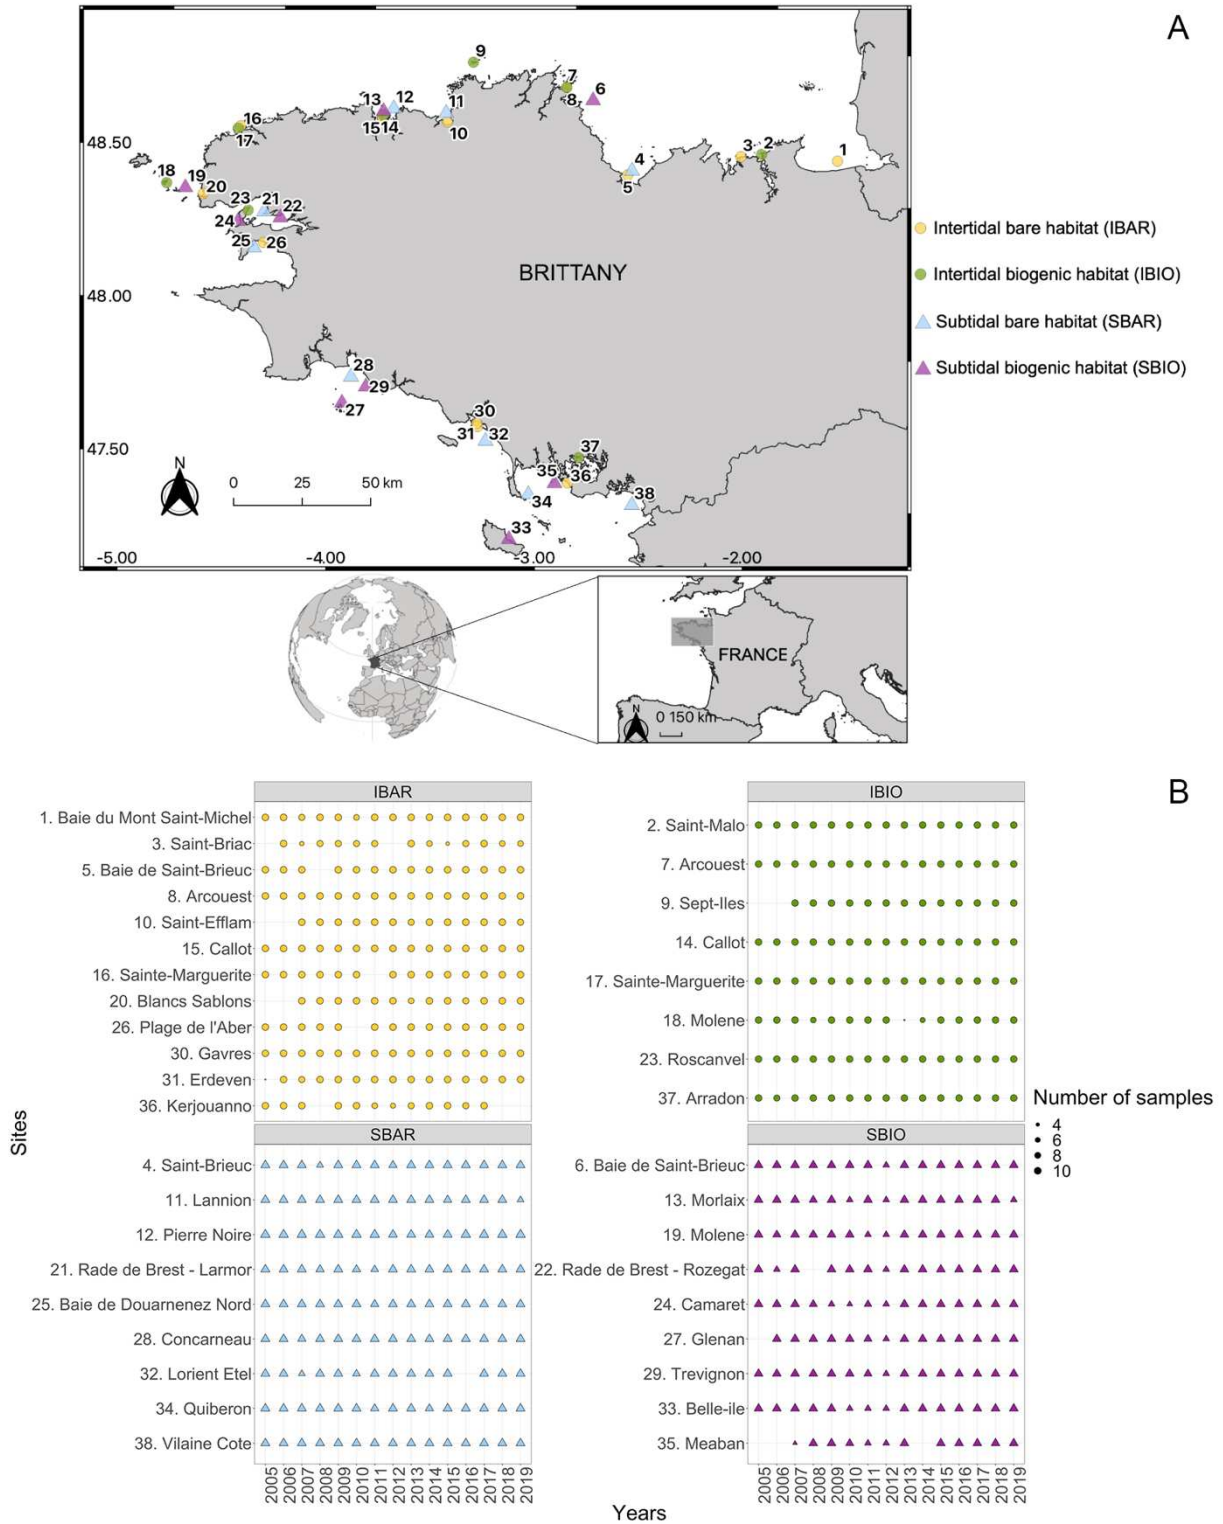 A
9
7
8
6
13
12
11
15
14
10
16
17
3
2
1
4
5
18
19
20
23
21
22
24
25
26
48.50
48.00
47.50
BRITTANY
Intertidal bare habitat (IBAR)
Intertidal biogenic habitat (IBIO)
Subtidal bare habitat (SBAR)
Subtidal biogenic habitat (SBIO)
28
29
27
30
31
32
37
35
36
34
38
33
N
0 25 50 km
-5.00 -4.00 -3.00 -2.00
FRANCE
N
0 150 km
B
IBAR
1. Baie du Mont Saint-Michel
3. Saint-Briac
5. Baie de Saint-Brieuc
8. Arcouest
10. Saint-Efflam
15. Callot
16. Sainte-Marguerite
20. Blancs Sablons
26. Plage de l'Aber
30. Gavres
31. Erdeven
36. Kerjouanno
IBIO
2. Saint-Malo
7. Arcouest
9. Sept-Iles
14. Callot
17. Sainte-Marguerite
18. Molene
23. Roscanvel
37. Arradon
SBAR
4. Saint-Brieuc
11. Lannion
12. Pierre Noire
21. Rade de Brest - Larmor
25. Baie de Douarnenez Nord
28. Concarneau
32. Lorient Etel
34. Quiberon
38. Vilaine Cote
SBIO
6. Baie de Saint-Brieuc
13. Morlaix
19. Molene
22. Rade de Brest - Rozegat
24. Camaret
27. Glenan
29. Trevignon
33. Belle-ile
35. Meaban
Number of samples
4
6
8
10
Sites
2005 2006 2007 2008 2009 2010 2011 2012 2013 2014 2015 2016 2017 2018 2019
2005 2006 2007 2008 2009 2010 2011 2012 2013 2014 2015 2016 2017 2018 2019
Years